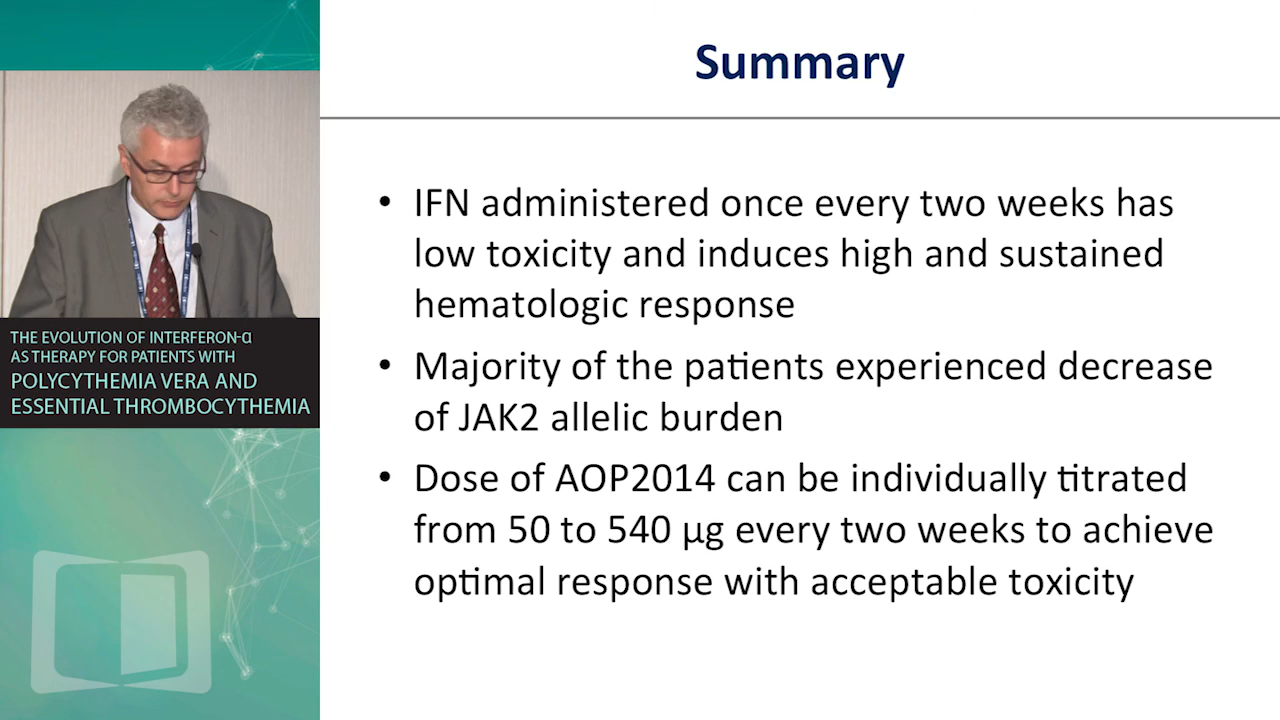 Summary
THE EVOLUTION OF INTERFERON-α
AS THERAPY FOR PATIENTS WITH
POLYCYTHEMIA VERA AND
ESSENTIAL THROMBOCYTHEMIA
• IFN administered once every two weeks has
low toxicity and induces high and sustained
hematologic response
• Majority of the patients experienced decrease
of JAK2 allelic burden
• Dose of AOP2014 can be individually titrated
from 50 to 540 µg every two weeks to achieve
optimal response with acceptable toxicity